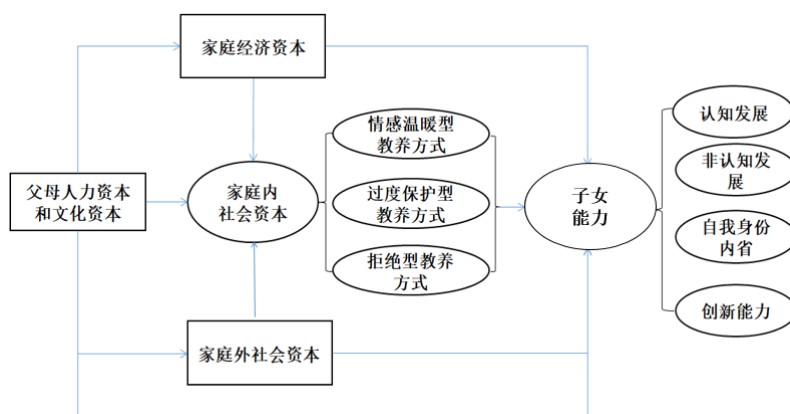 家庭经济资本
父母人力资本
和文化资本
家庭内
社会资本
家庭外社会资本
情感温暖型
教养方式
过度保护型
教养方式
拒绝型教养
方式
子女
能力
认知发展
非认知发
展
自我身份
内省
创新能力